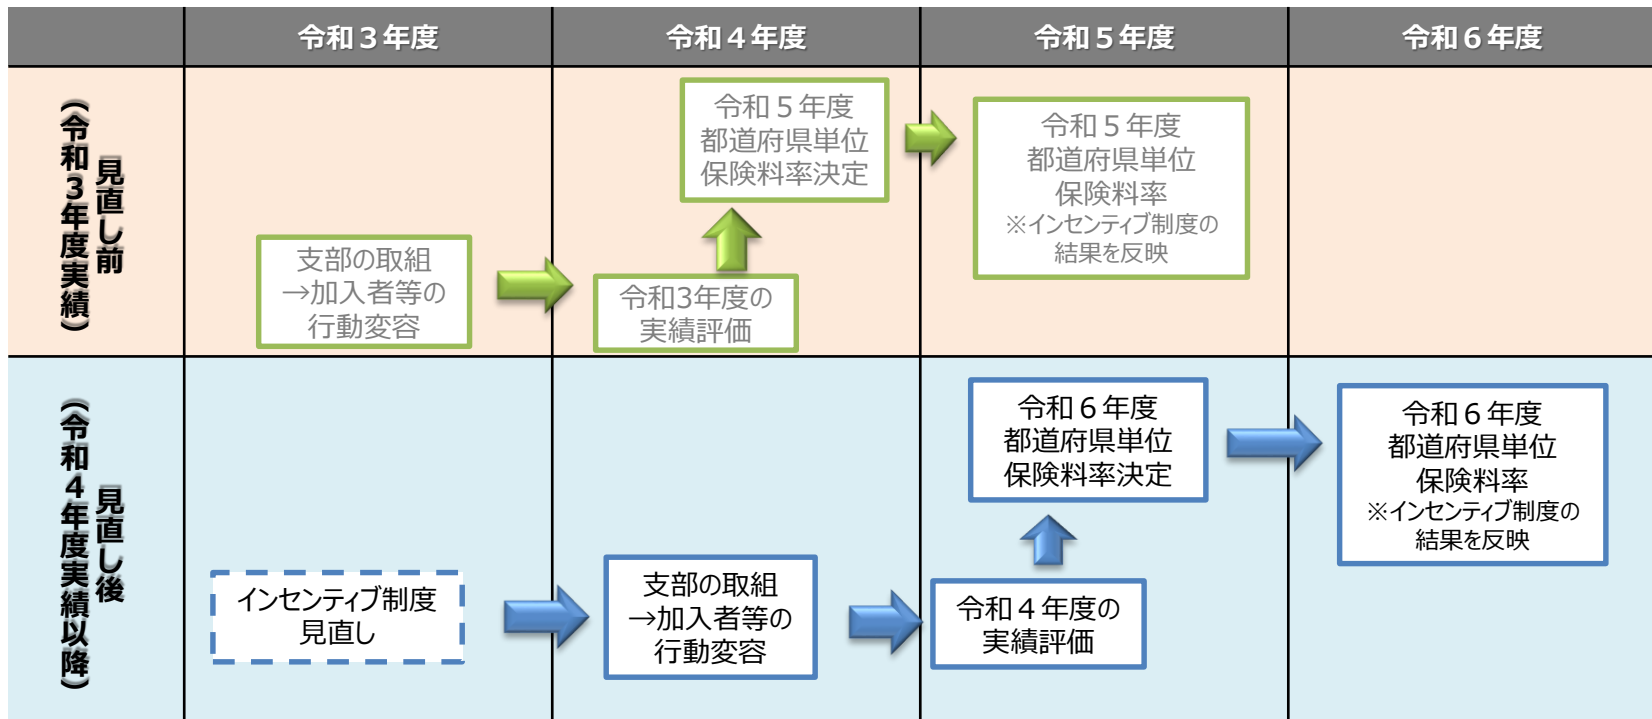 令和３年度
令和４年度
令和５年度
令和６年度
見直し前
（令和３年度実績）
支部の取組
→加入者等の
行動変容
令和3年度の
実績評価
令和５年度
都道府県単位
保険料率決定
令和５年度
都道府県単位
保険料率
※インセンティブ制度の
結果を反映
見直し後
（令和４年度実績以降）
インセンティブ制度
見直し
支部の取組
→加入者等の
行動変容
令和４年度の
実績評価
令和６年度
都道府県単位
保険料率決定
令和６年度
都道府県単位
保険料率
※インセンティブ制度の
結果を反映